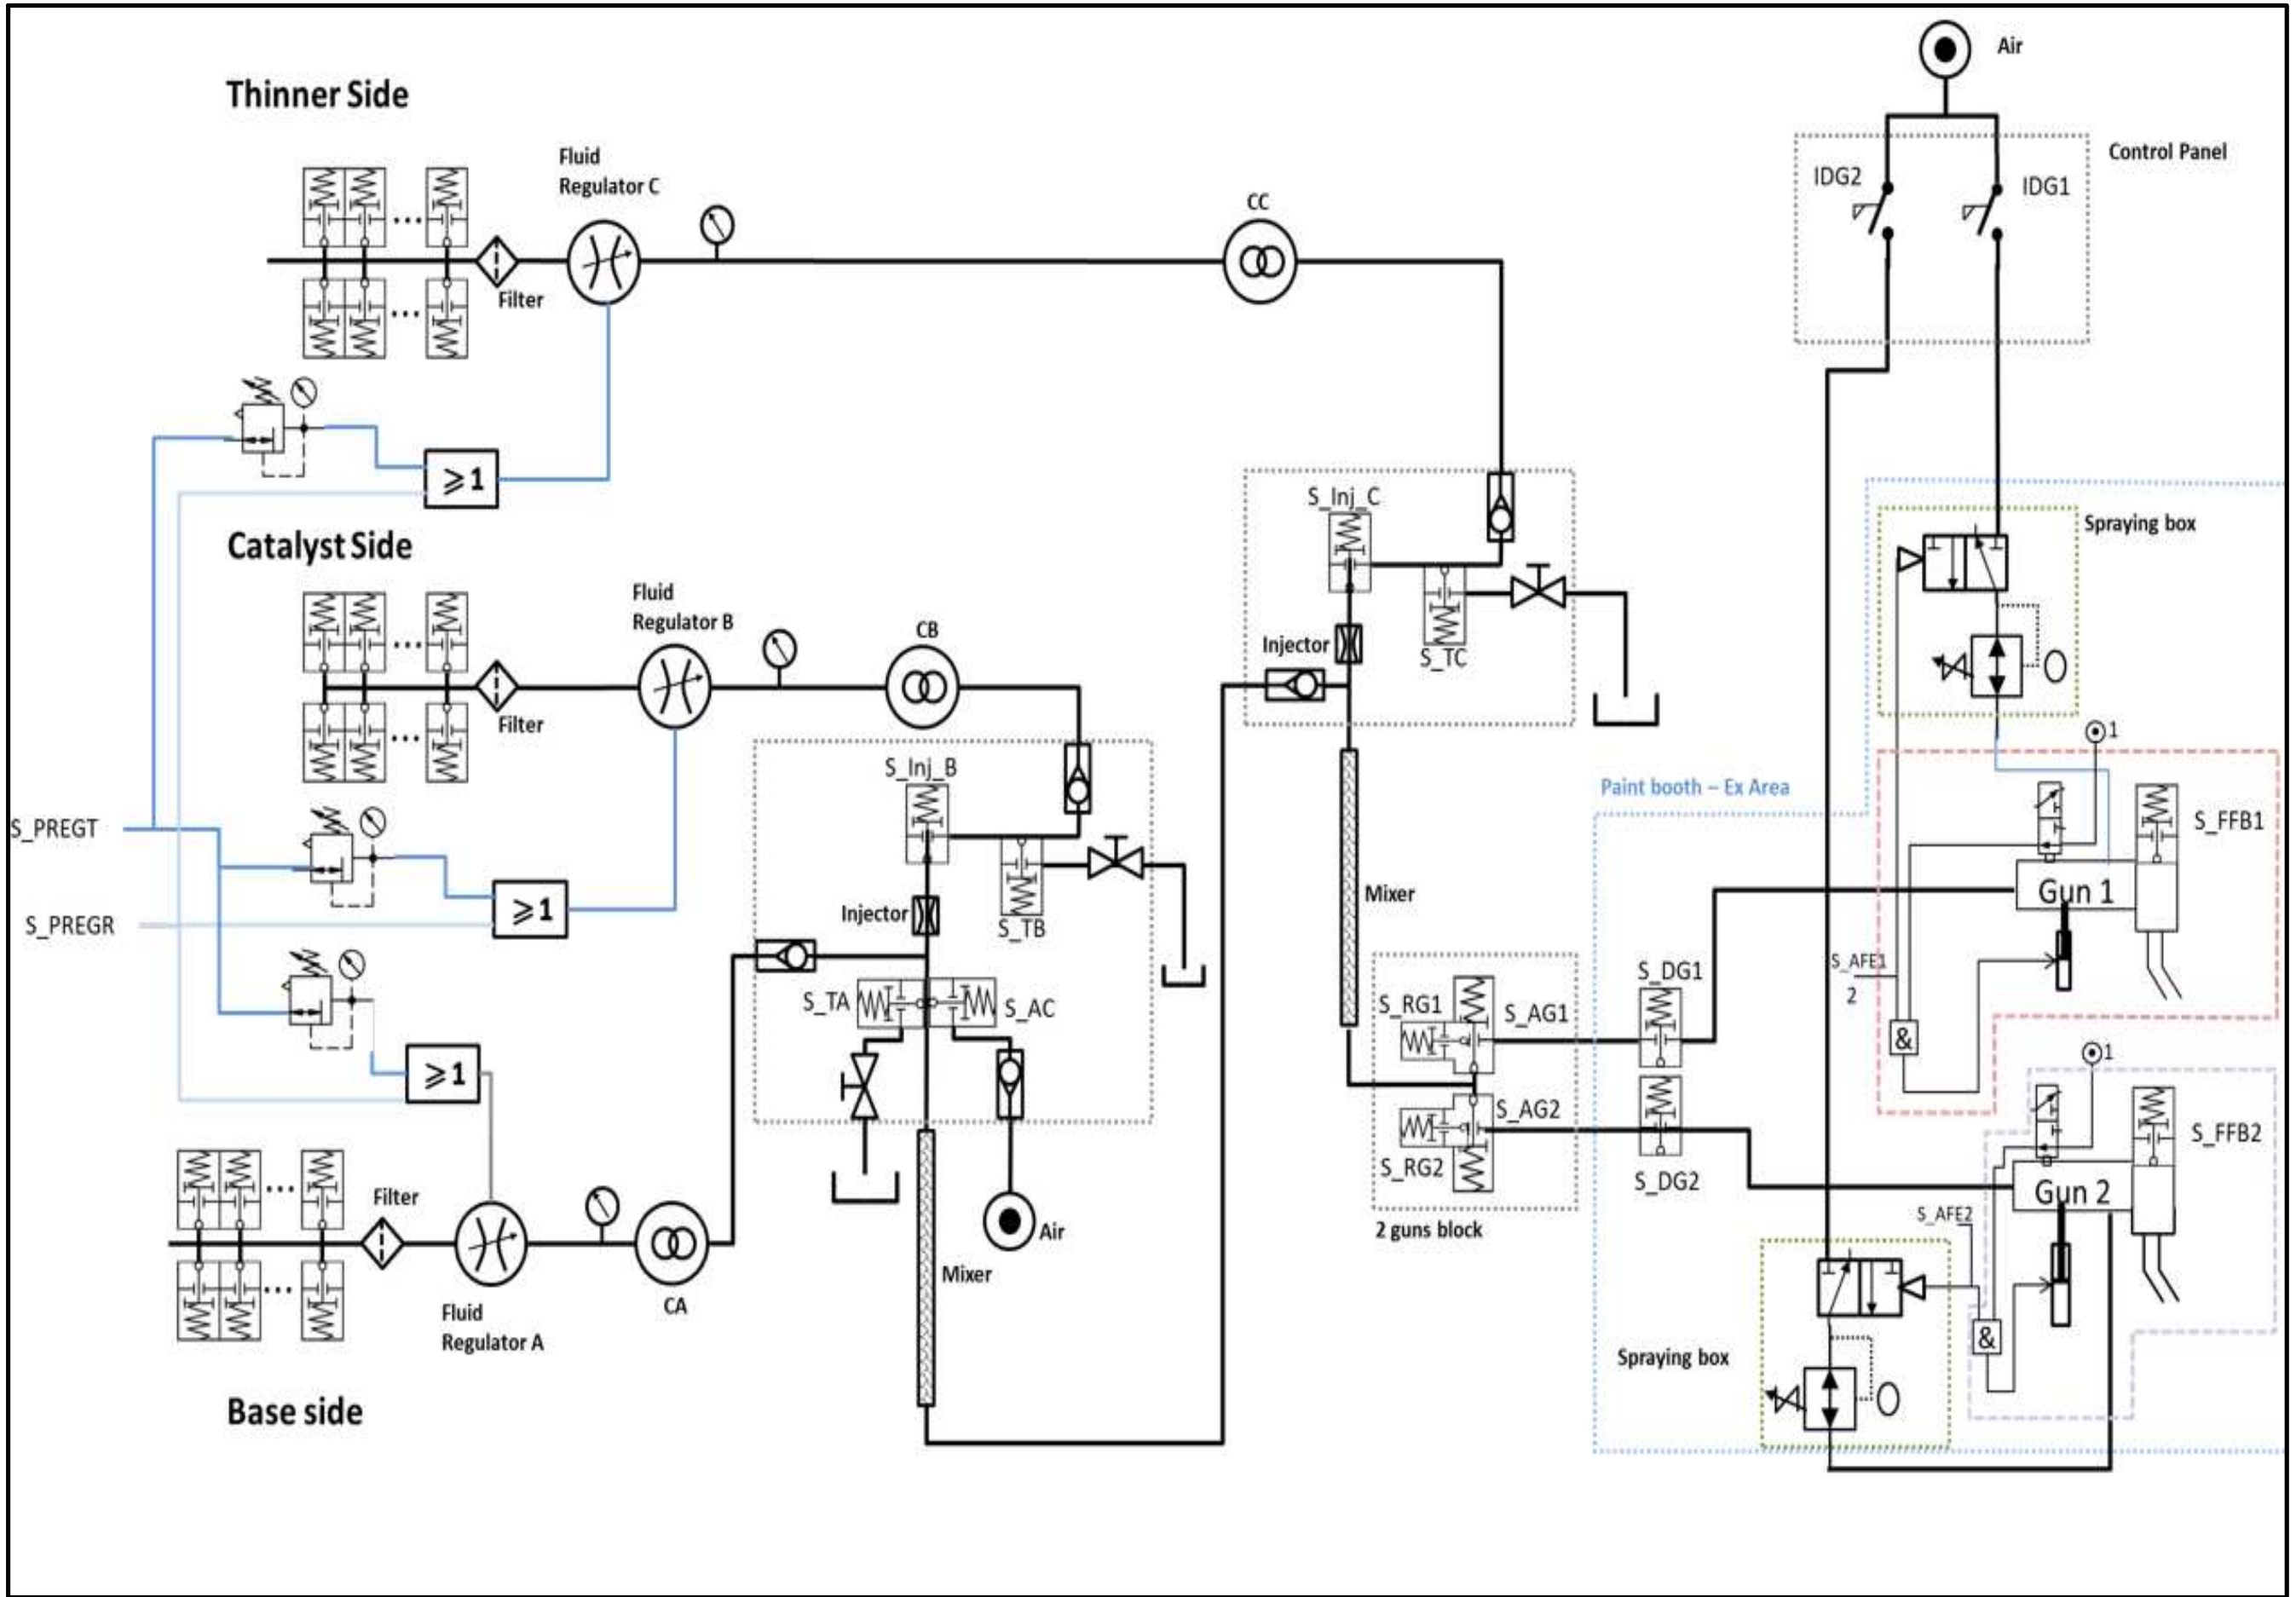 Air
Thinner Side
Control Panel
Fluid
Regulator C
IDG2
IDG1
CC
Filter
≥1
S_Inj_C
Catalyst Side
Spraying box
Fluid
Regulator B
CB
Injector
S_TC
Filter
1
S_Inj_B
Paint booth – Ex Area
S_PREGT
S_FFB1
Gun 1
Mixer
≥1
Injector
S_PREGR
S_TB
S_AFE1
2
S_DG1
S_TA
S_AC
S_RG1
S_AG1
&
1
≥1
S_AG2
S_FFB2
S_RG2
S_DG2
Gun 2
Filter
S_AFE2
2 guns block
Air
Mixer
CA
Fluid
Regulator A
&
Spraying box
Base side